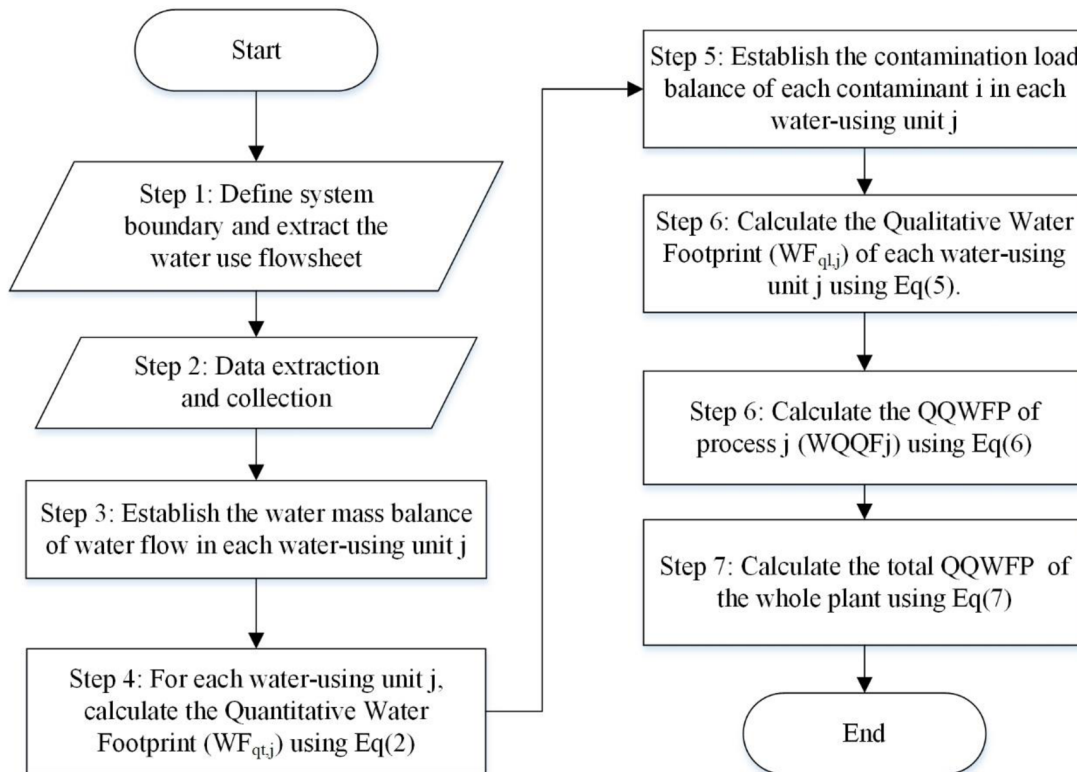 Start
Step 1: Define system
boundary and extract the
water use flowsheet
Step 2: Data extraction
and collection
Step 3: Establish the water mass balance
of water flow in each water-using unit j
Step 4: For each water-using unit j,
calculate the Quantitative Water
Footprint (WFqt,j) using Eq(2)
Step 5: Establish the contamination load
balance of each contaminant i in each
water-using unit j
Step 6: Calculate the Qualitative Water
Footprint (WFql,j) of each water-using
unit j using Eq(5).
Step 6: Calculate the QQWFP of
process j (WQQFj) using Eq(6)
Step 7: Calculate the total QQWFP of
the whole plant using Eq(7)
End